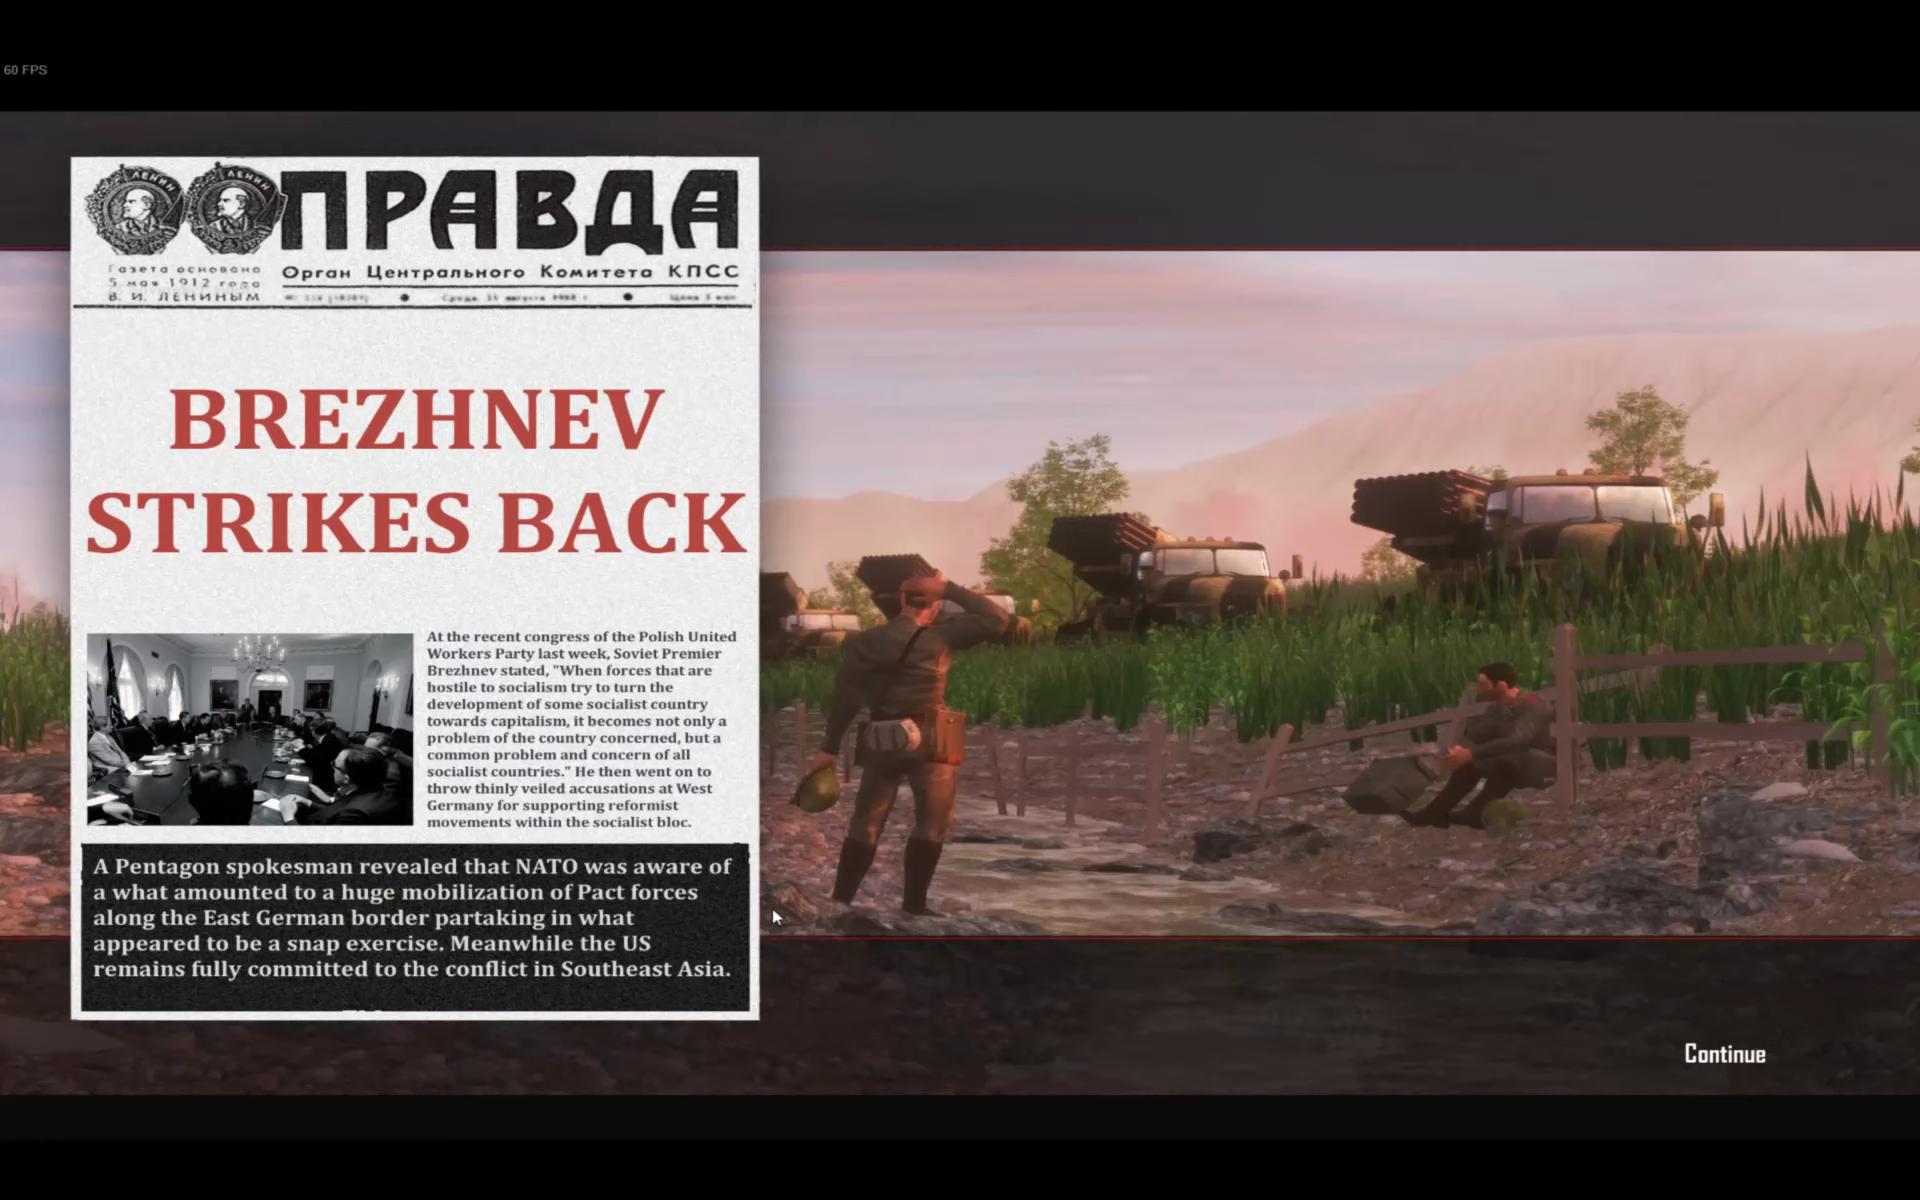 60 FPS
ЛЕНИН
ЛЕНИН
ПРАВДА
Газета основана
5 мая 1912 года
В. И. ЛЕНИНЫМ
Орган Центрального Комитета КПСС
BREZHNEV
STRIKES BACK
At the recent congress of the Polish United
Workers Party last week, Soviet Premier
Brezhnev stated, "When forces that are
hostile to socialism try to turn the
development of some socialist country
towards capitalism, it becomes not only a
problem of the country concerned, but a
common problem and concern of all
socialist countries." He then went on to
throw thinly veiled accusations at West
Germany for supporting reformist
movements within the socialist bloc.
A Pentagon spokesman revealed that NATO was aware of
a what amounted to a huge mobilization of Pact forces
along the East German border partaking in what
appeared to be a snap exercise. Meanwhile the US
remains fully committed to the conflict in Southeast Asia.
Continue